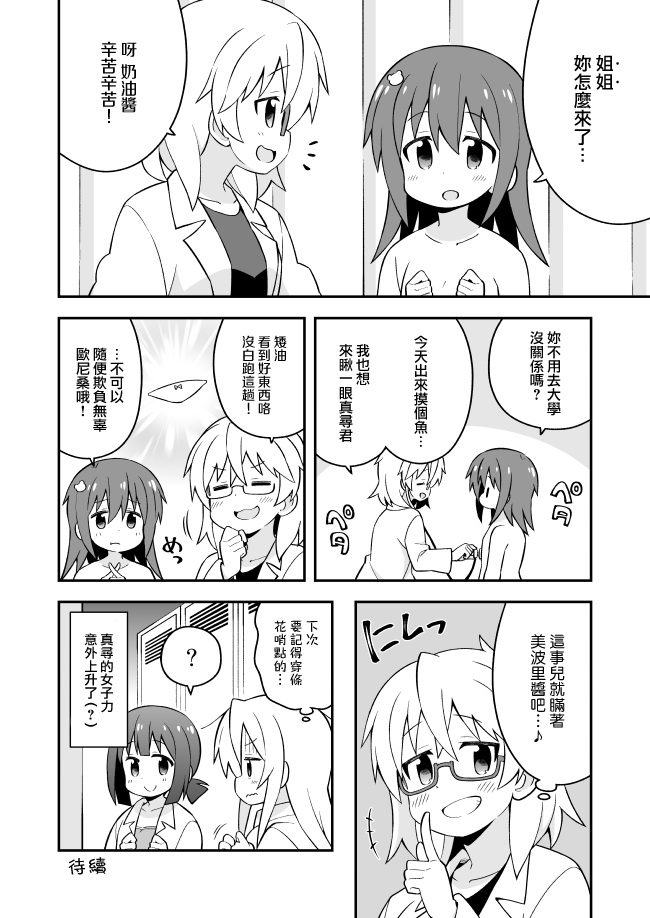 姐姐
妳怎麼來了…
呀 奶油醬
辛苦辛苦！
妳不用去大學
沒關係嗎？
今天出來摸個魚…
我也想
來瞅一眼真尋君
ペタ
ペタ
矮油
看到好東西咯
沒白跑這趟！
…不可以
隨便欺負無辜
歐尼桑哦！
めっ
這事兒就瞞著
美波里醬吧…♪
にしっ
下次
要記得穿條
花哨點的…
？
真尋的女子力
意外上升了(？)
待續